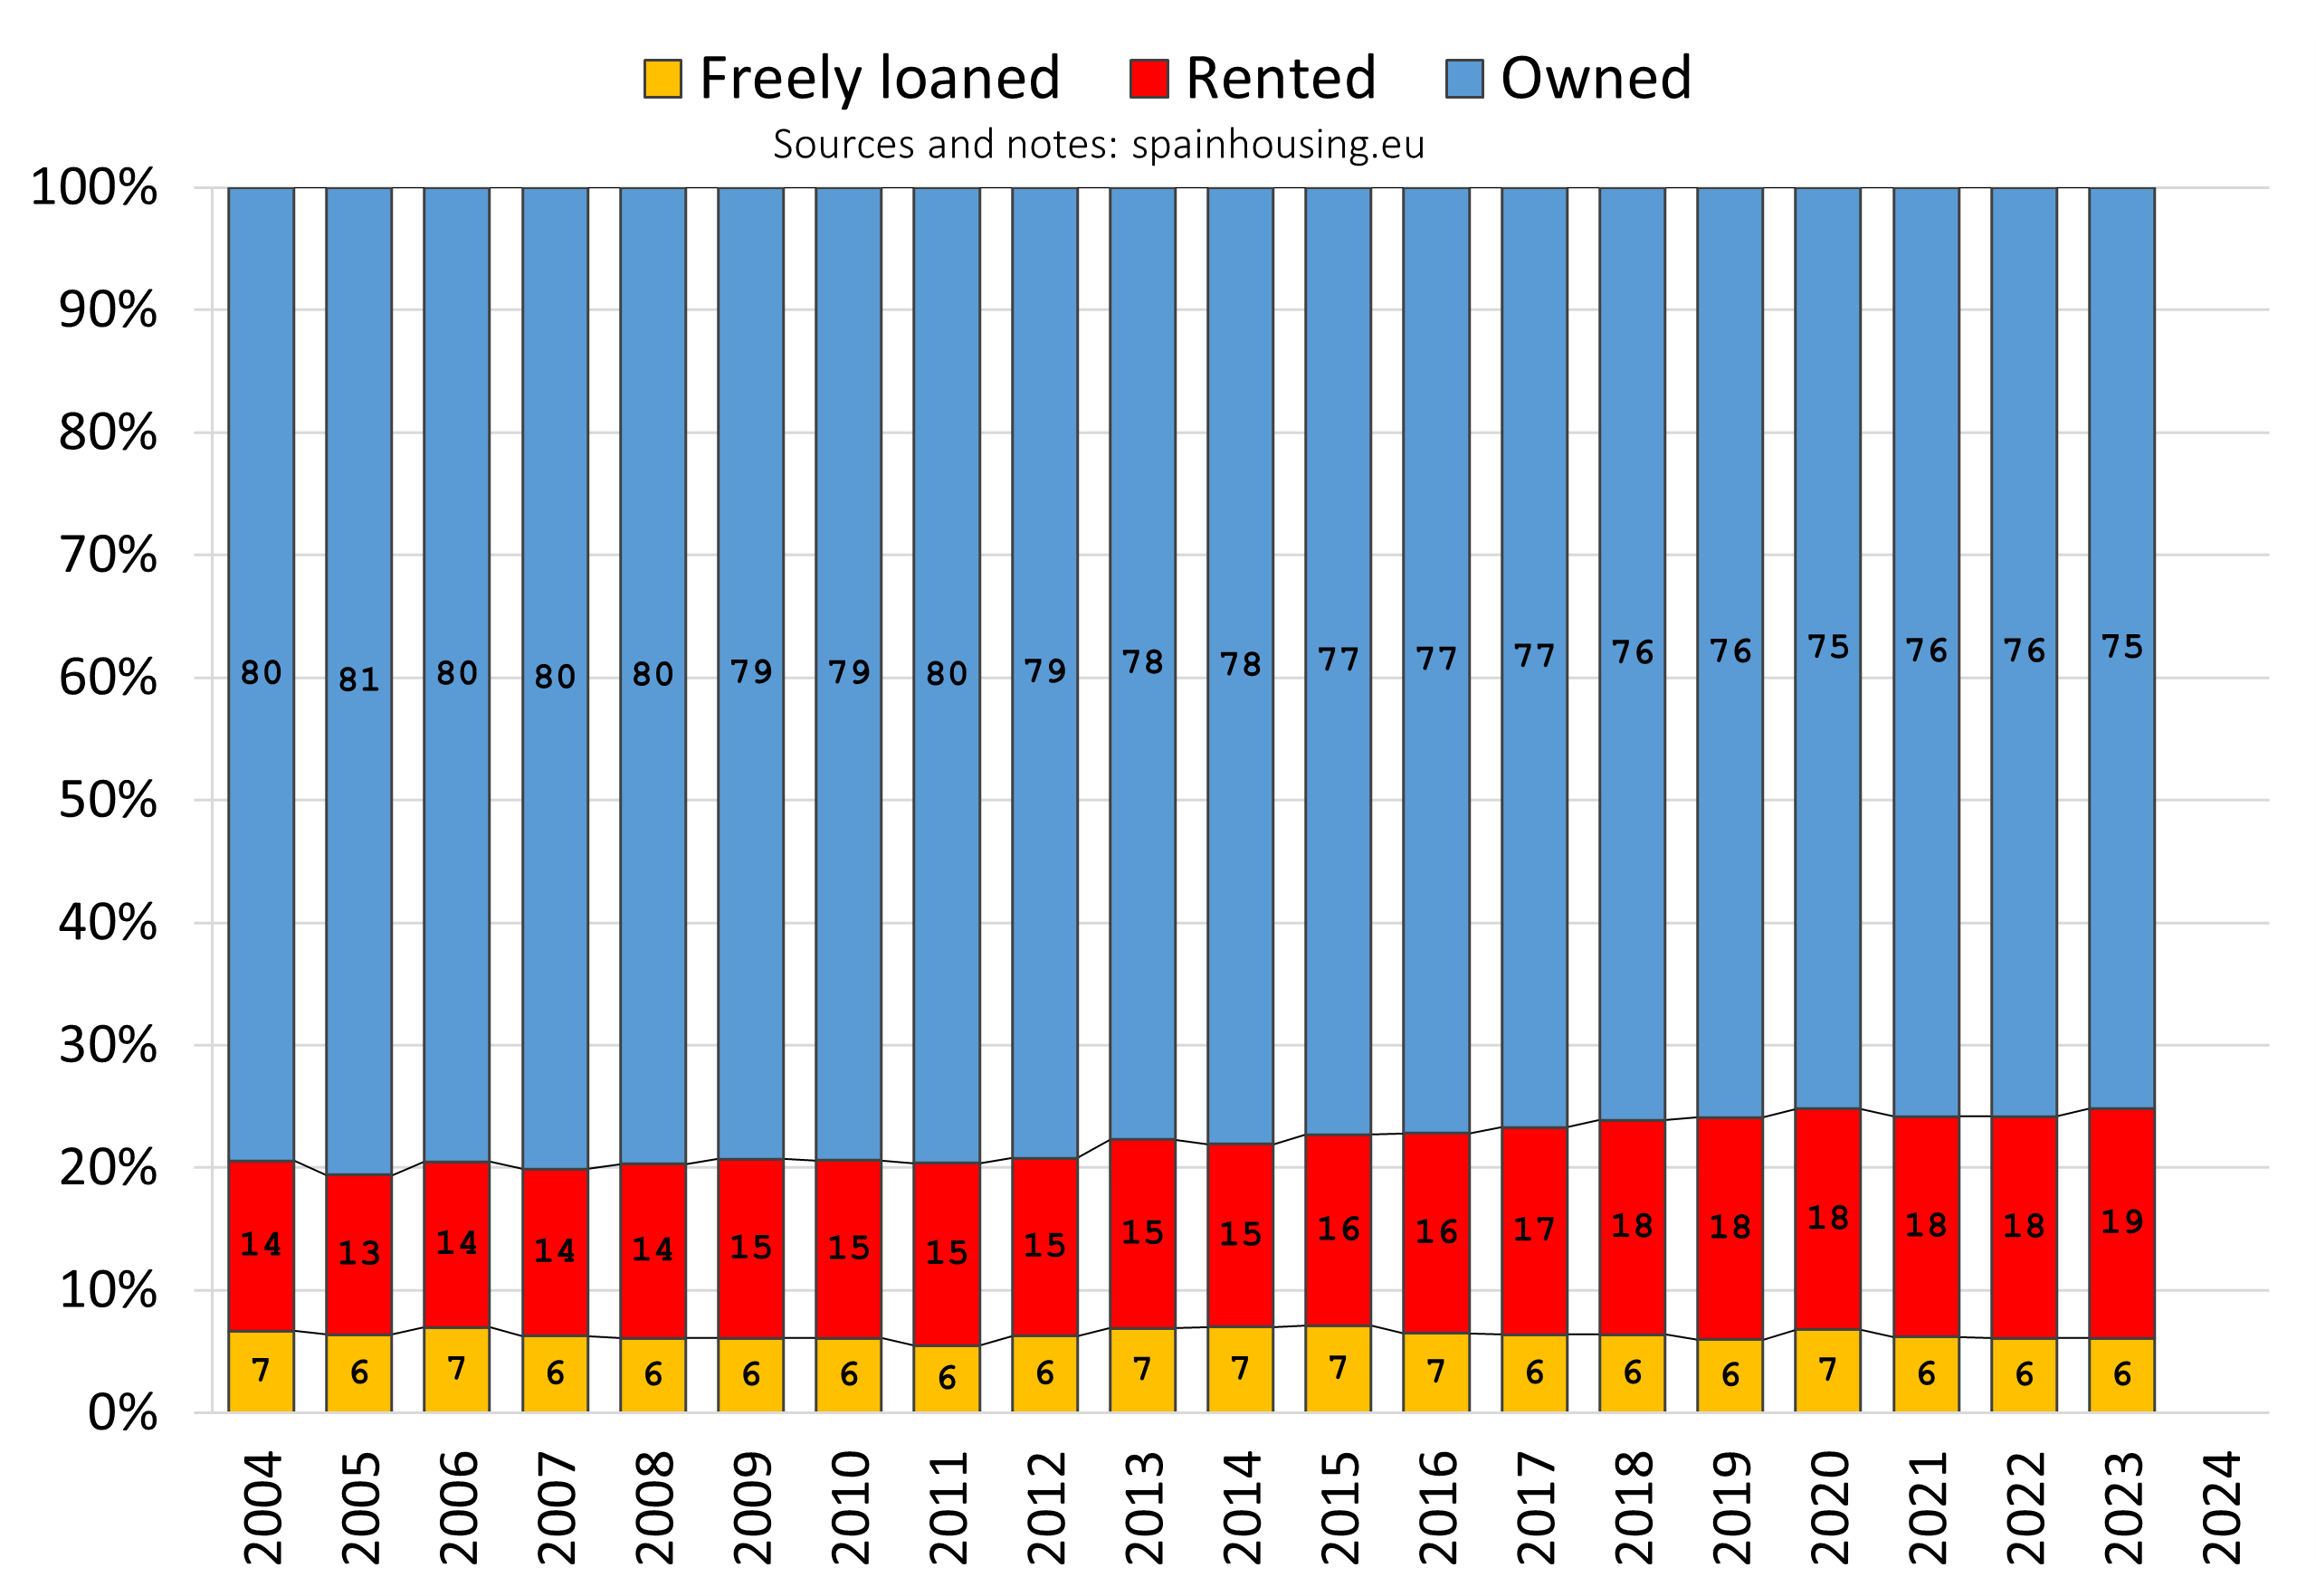 Freely loaned Rented Owned
Sources and notes: spainhousing.eu
100%
90%
80%
70%
60%
50%
40%
30%
20%
10%
0%
80 81 80 80 80 79 79 80 79 78 78 77 77 77 76 76 75 76 76 75
14 13 14 14 14 15 15 15 15 15 15 16 16 17 18 18 18 18 18 19
7 6 7 6 6 6 6 6 6 7 7 7 7 6 6 6 7 6 6 6
2004 2005 2006 2007 2008 2009 2010 2011 2012 2013 2014 2015 2016 2017 2018 2019 2020 2021 2022 2023 2024